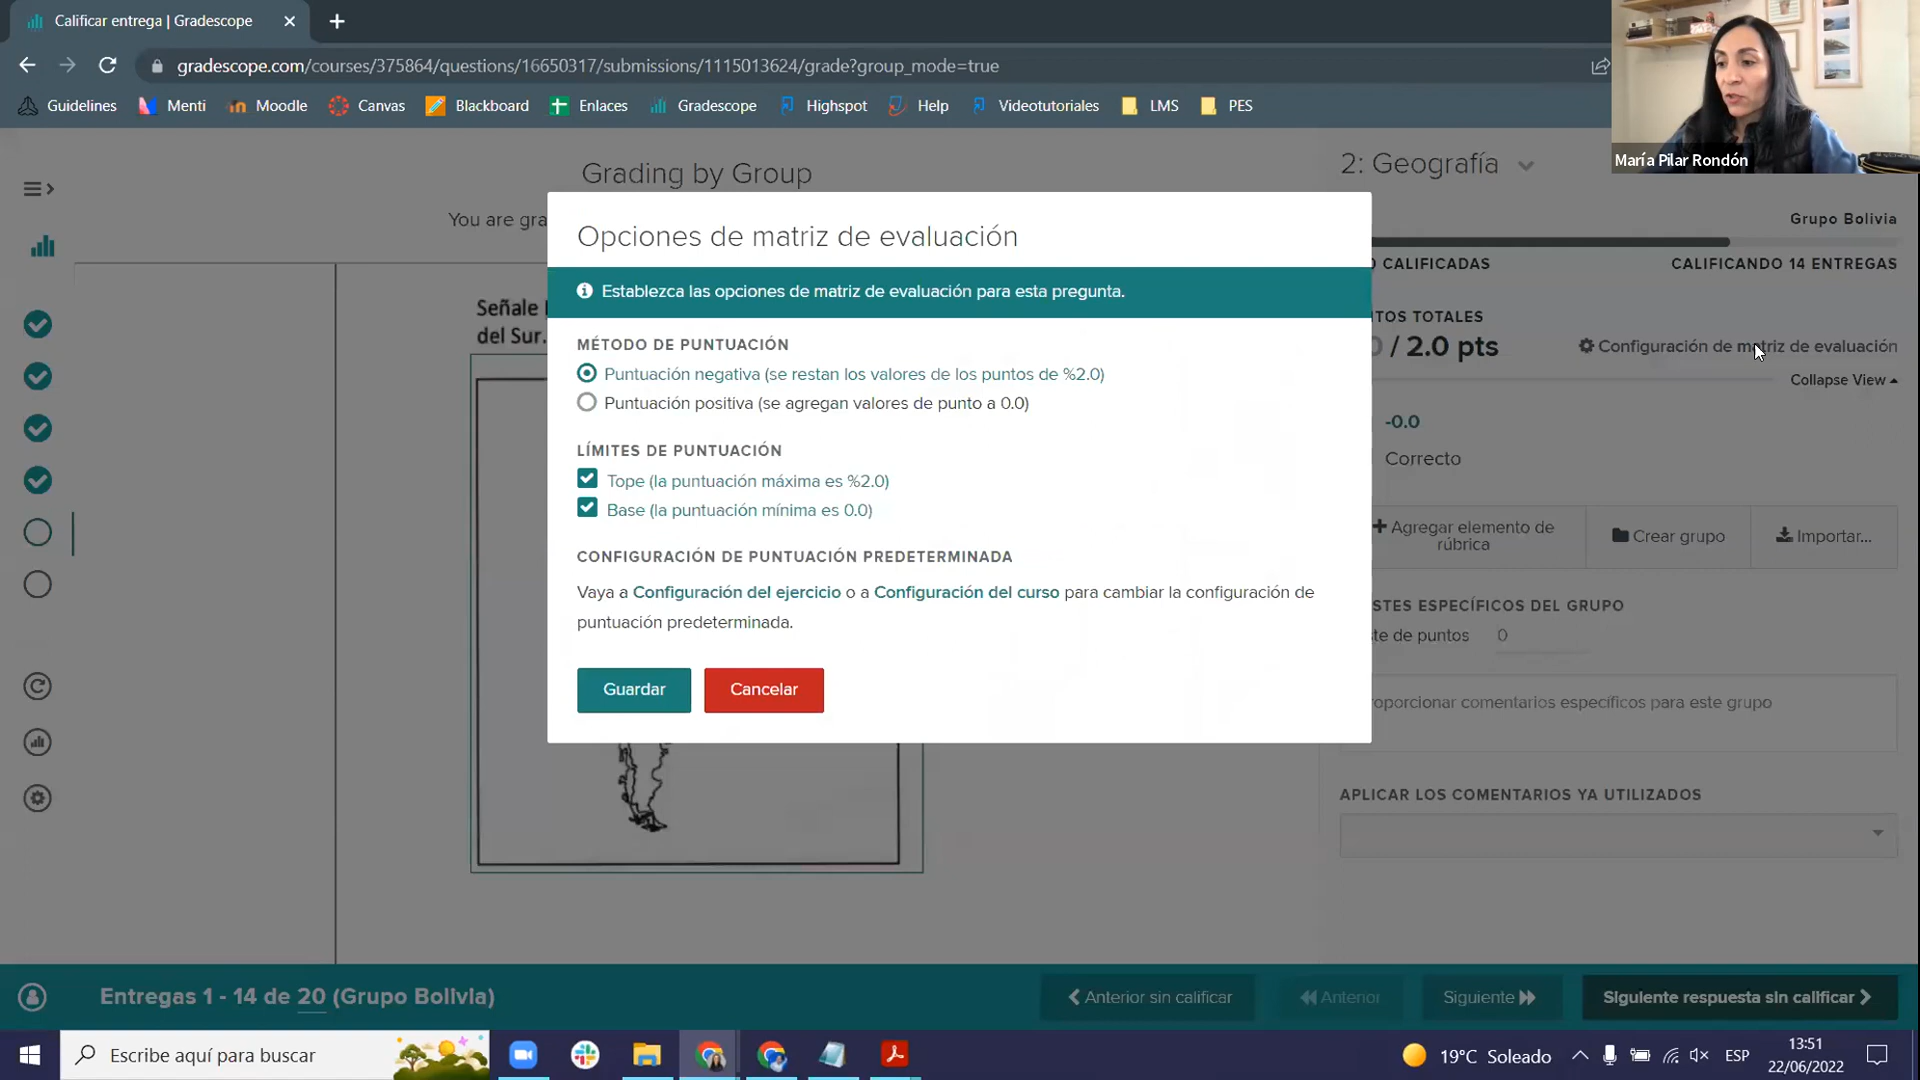 Calificar entrega | Gradescope
gradescope.com/courses/375864/questions/16650317/submissions/1115013624/grade?group_mode=true
Guidelines Menti Moodle Canvas Blackboard Enlaces Gradescope Highspot Help Videotutoriales LMS PES
María Pilar Rondón
Grading by Group
You are gra
2: Geografía
Grupo Bolivia
0 CALIFICADAS
CALIFICANDO 14 ENTREGAS
Señale
del Sur.
Opciones de matriz de evaluación
Establezca las opciones de matriz de evaluación para esta pregunta.
MÉTODO DE PUNTUACIÓN
Puntuación negativa (se restan los valores de los puntos de %2.0)
Puntuación positiva (se agregan valores de punto a 0.0)
LÍMITES DE PUNTUACIÓN
Tope (la puntuación máxima es %2.0)
Base (la puntuación mínima es 0.0)
CONFIGURACIÓN DE PUNTUACIÓN PREDETERMINADA
Vaya a Configuración del ejercicio o a Configuración del curso para cambiar la configuración de
puntuación predeterminada.
Guardar
Cancelar
TOS TOTALES
0 / 2.0 pts
Configuración de matriz de evaluación
Collapse View
-0.0
Correcto
Agregar elemento de
rúbrica
Crear grupo
Importar...
STES ESPECÍFICOS DEL GRUPO
ste de puntos 0
oporcionar comentarios específicos para este grupo
APLICAR LOS COMENTARIOS YA UTILIZADOS
Entregas 1 - 14 de 20 (Grupo Bolivia)
Anterior sin calificar
Anterior
Siguiente
Siguiente respuesta sin calificar
Escribe aquí para buscar
19°C Soleado
ESP
13:51
22/06/2022